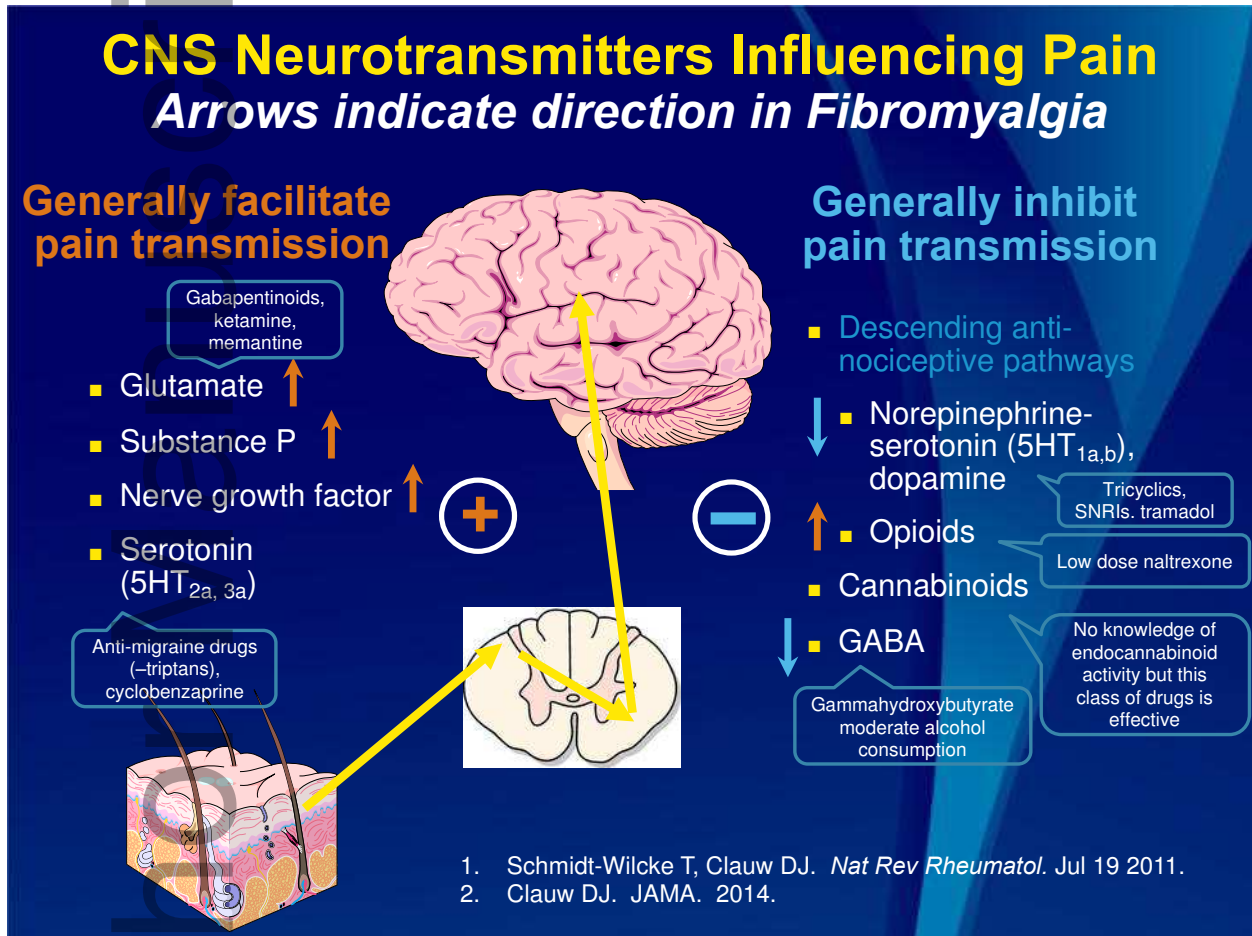 CNS Neurotransmitters Influencing Pain
Arrows indicate direction in Fibromyalgia
Generally facilitate
pain transmission
Gabapentinoids,
ketamine,
memantine
■ Glutamate
■ Substance P
■ Nerve growth factor
■ Serotonin
(5HT2a, 3a)
Anti-migraine drugs
(–triptans),
cyclobenzaprine
+
–
Generally inhibit
pain transmission
■ Descending anti-
nociceptive pathways
■ Norepinephrine-
serotonin (5HT1a,b),
dopamine
Tricyclics,
SNRIs. tramadol
■ Opioids
Low dose naltrexone
■ Cannabinoids
No knowledge of
endocannabinoid
activity but this
class of drugs is
effective
■ GABA
Gammahydroxybutyrate
moderate alcohol
consumption
1. Schmidt-Wilcke T, Clauw DJ. Nat Rev Rheumatol. Jul 19 2011.
2. Clauw DJ. JAMA. 2014.